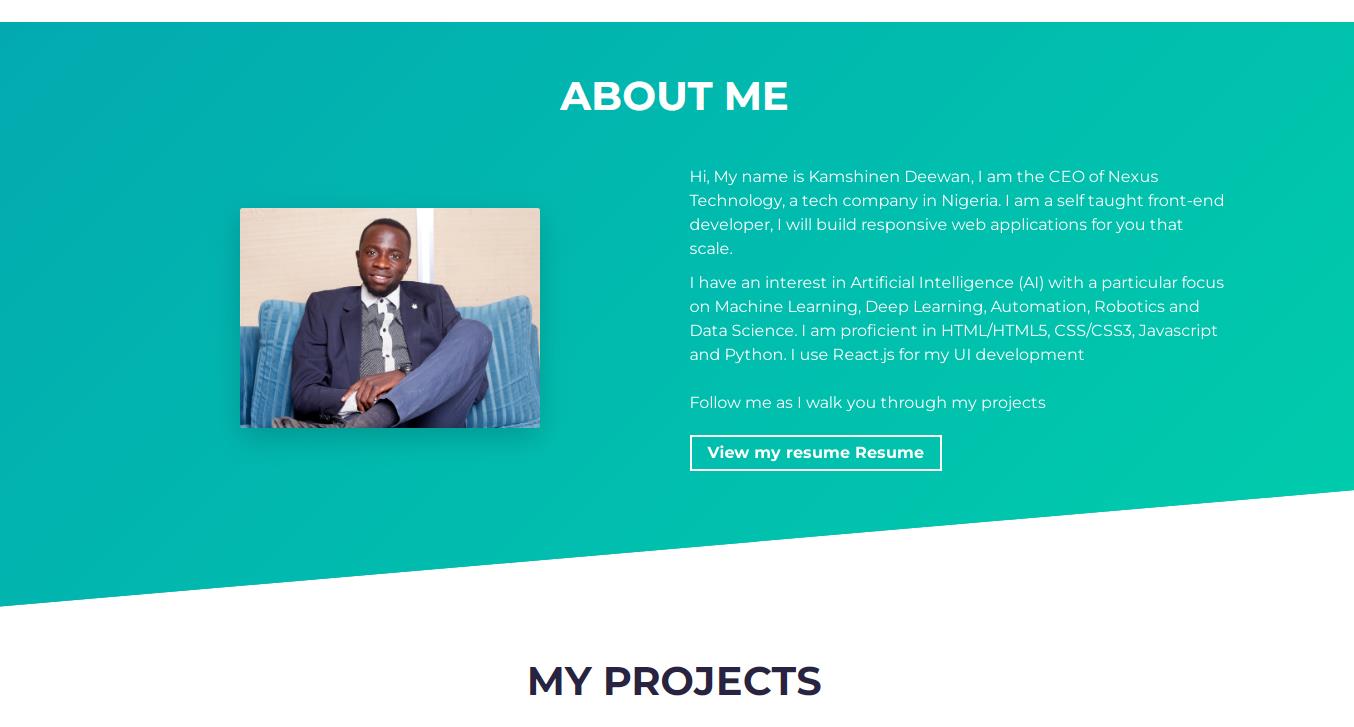 ABOUT ME
Hi, My name is Kamshinen Deewan, I am the CEO of Nexus
Technology, a tech company in Nigeria. I am a self taught front-end
developer, I will build responsive web applications for you that
scale.
I have an interest in Artificial Intelligence (AI) with a particular focus
on Machine Learning, Deep Learning, Automation, Robotics and
Data Science. I am proficient in HTML/HTML5, CSS/CSS3, Javascript
and Python. I use React.js for my UI development
Follow me as I walk you through my projects
View my resume Resume
MY PROJECTS